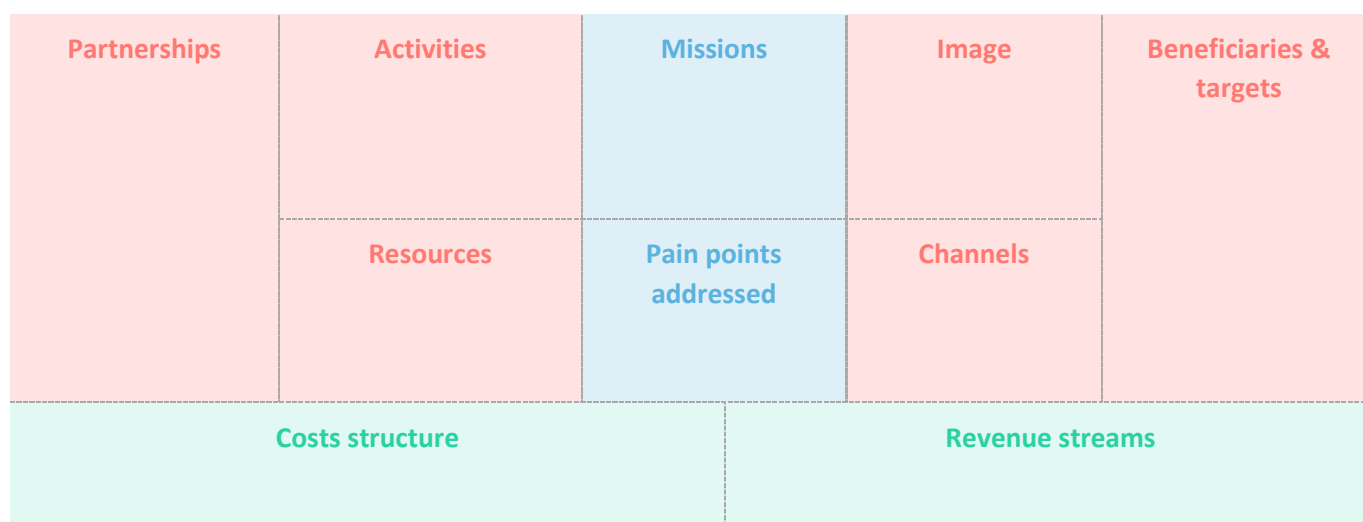 Partnerships
Activities
Missions
Image
Beneficiaries &
targets
Resources
Pain points
addressed
Channels
Costs structure
Revenue streams